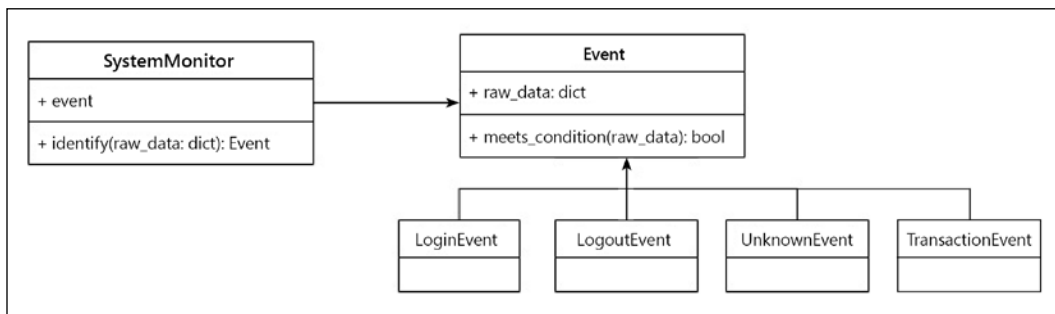 SystemMonitor
+ event
+ identify(raw_data: dict): Event
Event
+ raw_data: dict
+ meets_condition(raw_data): bool
LoginEvent
LogoutEvent
UnknownEvent
TransactionEvent